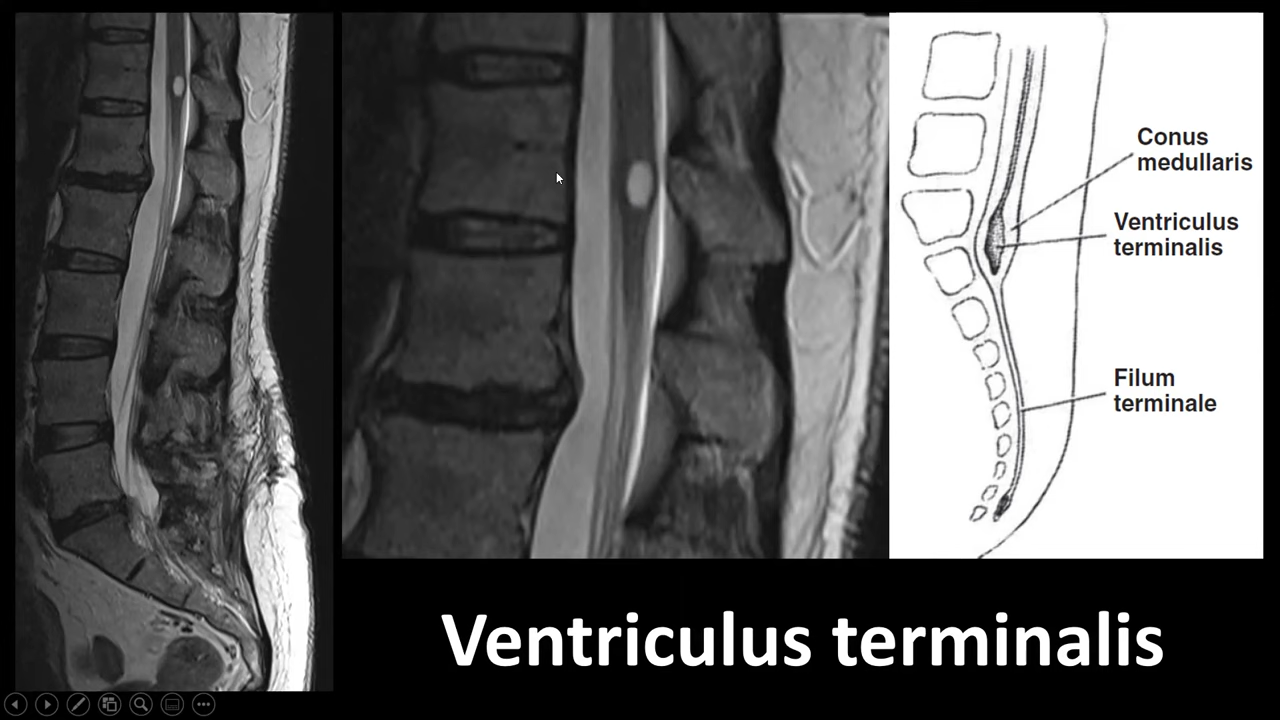 Conus
medullaris
Ventriculus
terminalis
Filum
terminale
Ventriculus terminalis